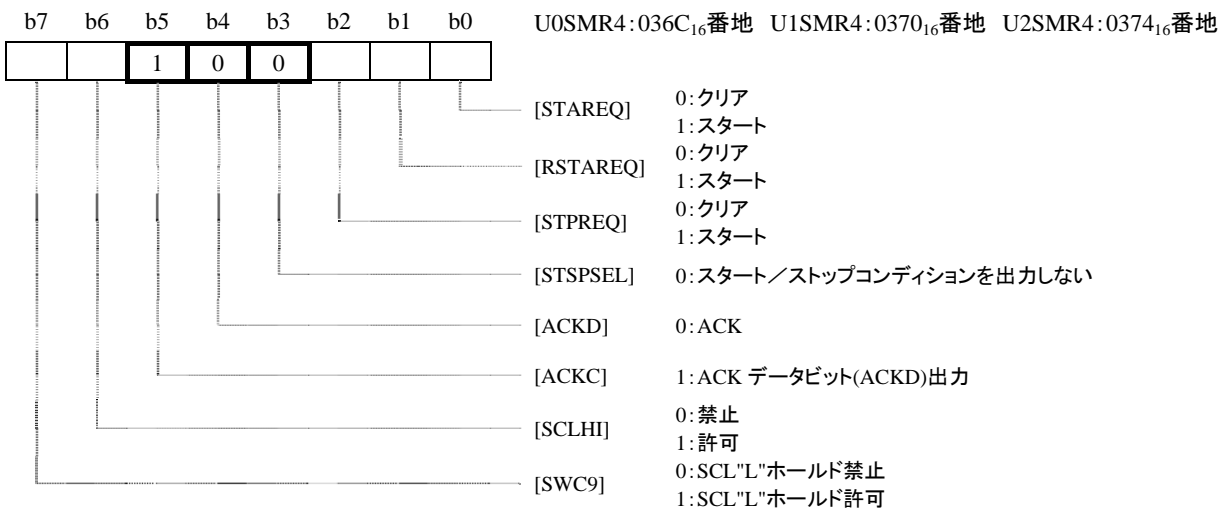 b7 b6 b5 b4 b3 b2 b1 b0 U0SMR4:036C₁₆番地 U1SMR4:0370₁₆番地 U2SMR4:0374₁₆番地
1 0 0
[STAREQ] 0:クリア
1:スタート
[RSTAREQ] 0:クリア
1:スタート
[STPREQ] 0:クリア
1:スタート
[STSPSEL] 0:スタート/ストップコンディションを出力しない
[ACKD] 0:ACK
[ACKC] 1:ACK データビット(ACKD)出力
[SCLHI] 0:禁止
1:許可
[SWC9] 0:SCL"L"ホールド禁止
1:SCL"L"ホールド許可